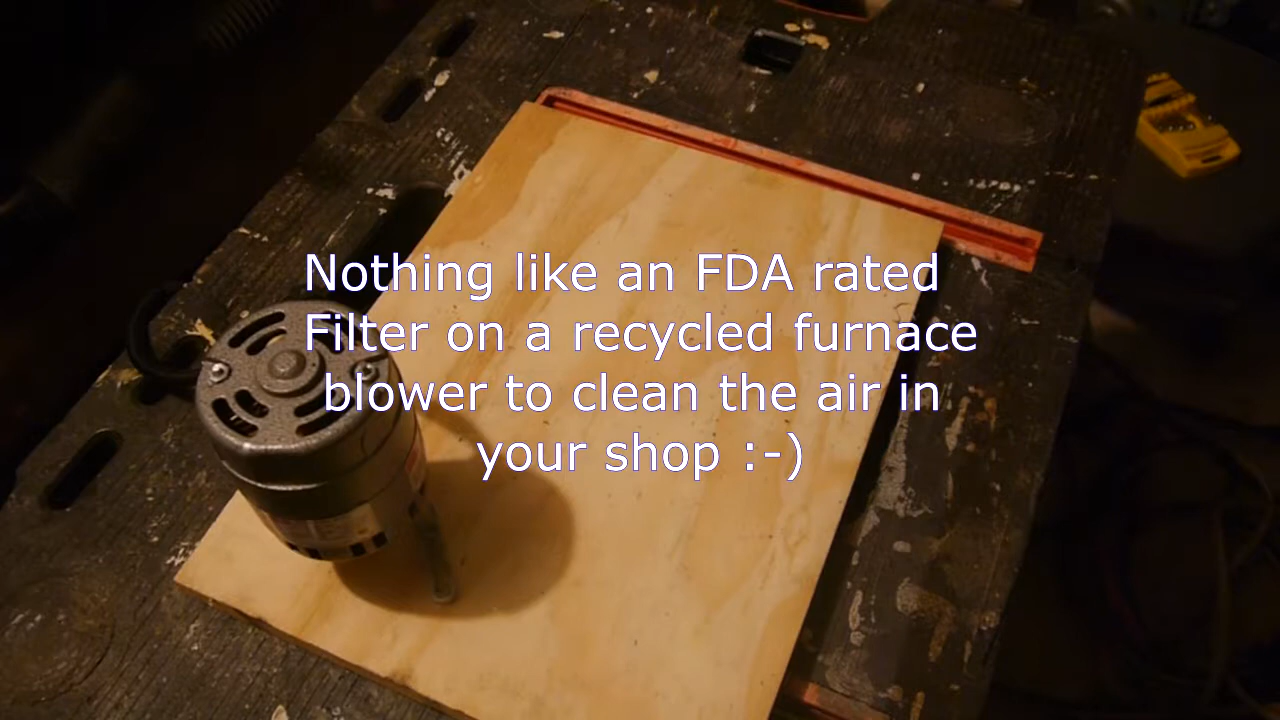 Nothing like an FDA rated
Filter on a recycled furnace
blower to clean the air in
your shop :-)